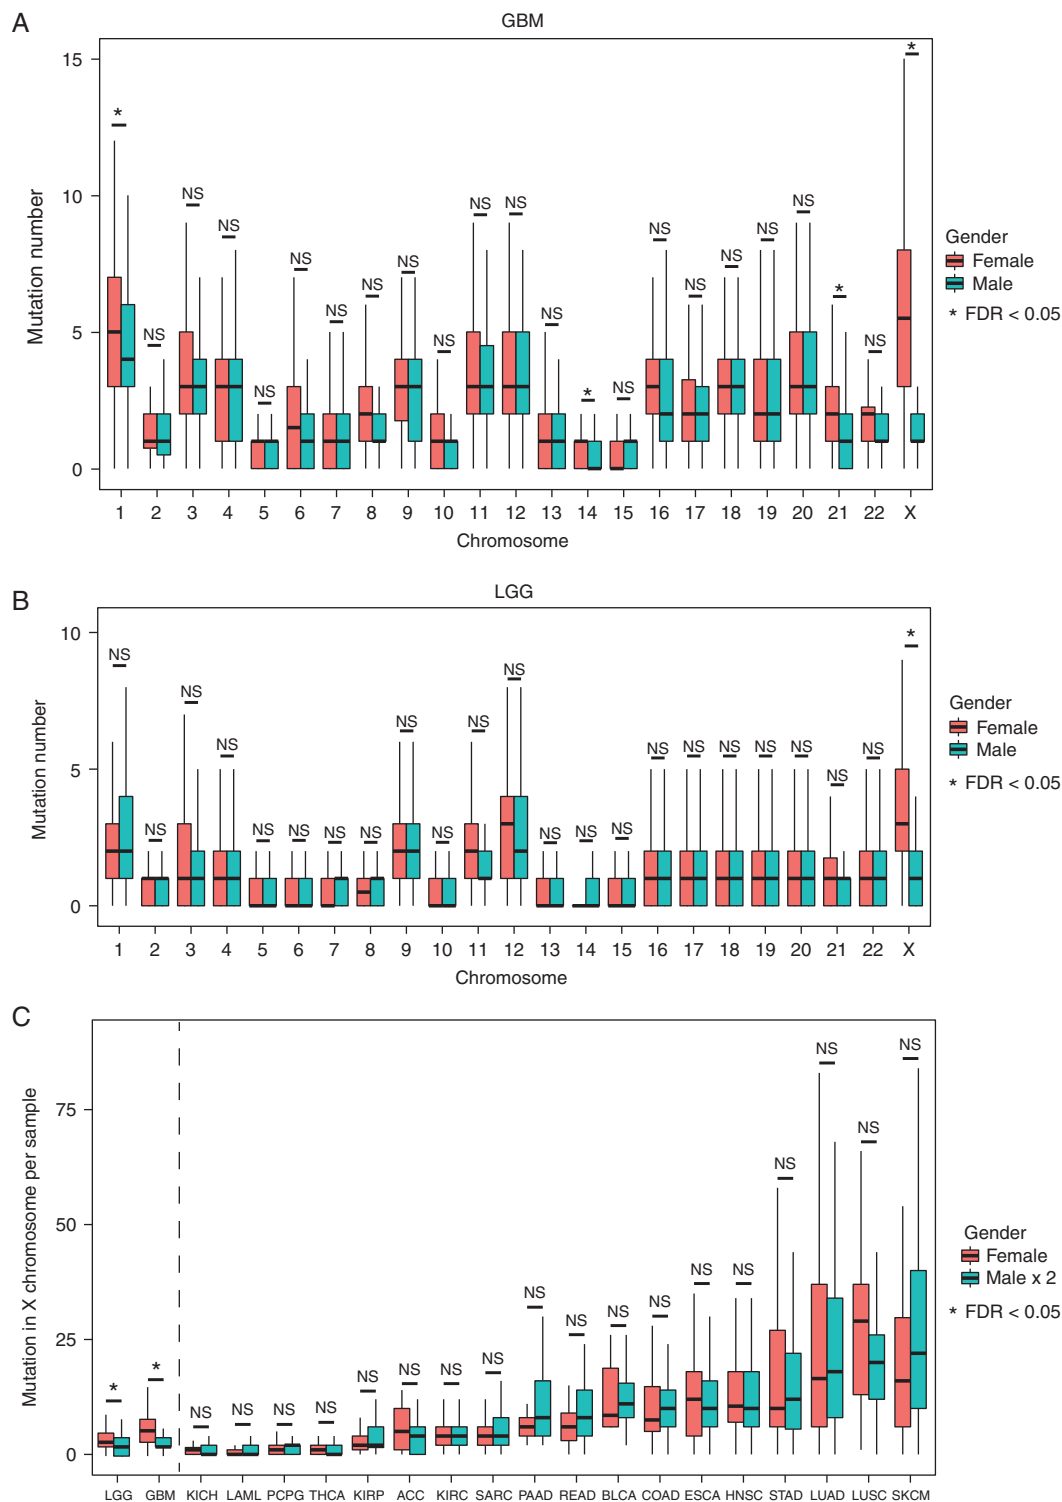 A
GBM
Mutation number
15
10
5
0
* NS NS NS NS NS NS NS NS NS NS NS NS * NS NS NS NS NS NS * NS *
1 2 3 4 5 6 7 8 9 10 11 12 13 14 15 16 17 18 19 20 21 22 X
Chromosome
Gender
Female
Male
* FDR < 0.05
B
LGG
Mutation number
10
5
0
NS NS NS NS NS NS NS NS NS NS NS NS NS NS NS NS NS NS NS NS NS NS *
1 2 3 4 5 6 7 8 9 10 11 12 13 14 15 16 17 18 19 20 21 22 X
Chromosome
Gender
Female
Male
* FDR < 0.05
C
Mutation in X chromosome per sample
75
50
25
0
* * NS NS NS NS NS NS NS NS NS NS NS NS NS NS NS NS NS NS
LGG GBM KICH LAML PCPG THCA KIRP ACC KIRC SARC PAAD READ BLCA COAD ESCA HNSC STAD LUAD LUSC SKCM
Gender
Female
Male x 2
* FDR < 0.05